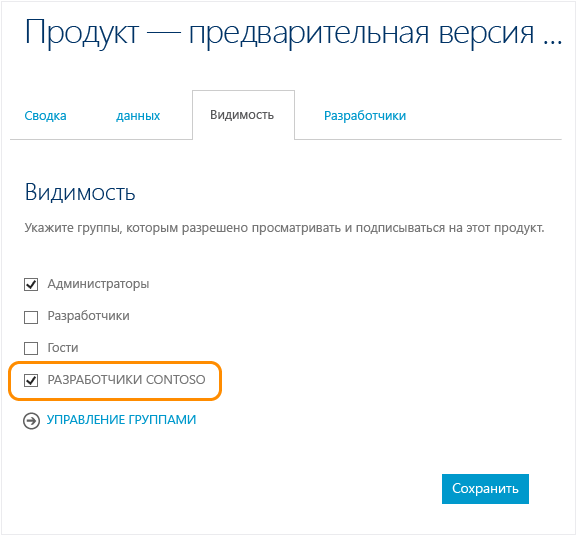 Продукт — предварительная версия ...
Сводка данных Видимость Разработчики
Видимость
Укажите группы, которым разрешено просматривать и подписываться на этот продукт.
Администраторы
Разработчики
Гости
РАЗРАБОТЧИКИ CONTOSO
УПРАВЛЕНИЕ ГРУППАМИ
Сохранить